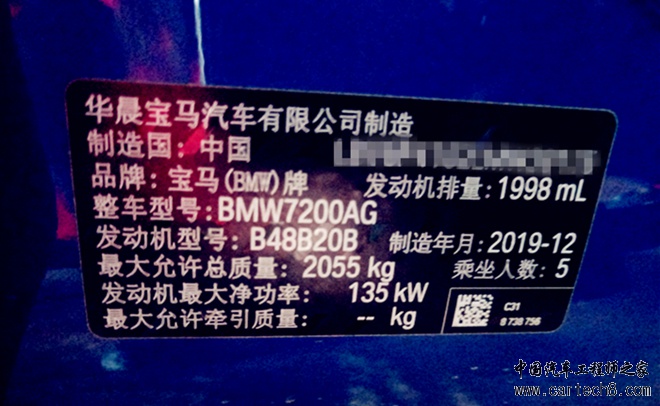 华晨宝马汽车有限公司制造
制造国：中国
品牌：宝马(BMW)牌 发动机排量：1998 mL
整车型号：BMW7200AG
发动机型号：B48B20B 制造年月：2019-12
最大允许总质量：2055 kg 乘坐人数：5
发动机最大净功率：135 kW
最大允许牵引质量：-- kg
C31
9 738 756
中国汽车工程师之家
www.cartech8.com